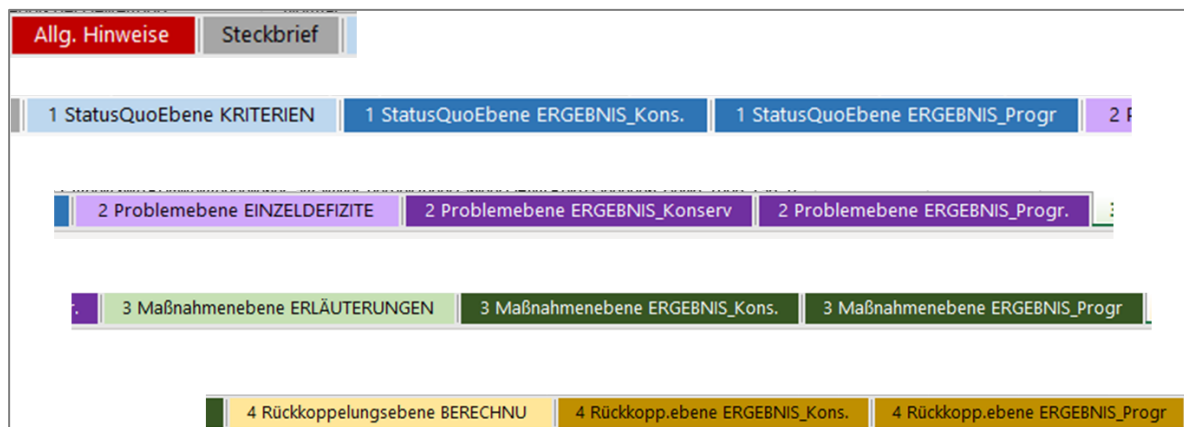 Allg. Hinweise Steckbrief
1 StatusQuoEbene KRITERIEN 1 StatusQuoEbene ERGEBNIS_Kons. 1 StatusQuoEbene ERGEBNIS_Progr 2
2 Problemebene EINZELDEFIZITE 2 Problemebene ERGEBNIS_Konserv 2 Problemebene ERGEBNIS_Progr.
3 Maßnahmenebene ERLÄUTERUNGEN 3 Maßnahmenebene ERGEBNIS_Kons. 3 Maßnahmenebene ERGEBNIS_Progr
4 Rückkoppelungsebene BERECHNU 4 Rückkopp.ebene ERGEBNIS_Kons. 4 Rückkopp.ebene ERGEBNIS_Progr